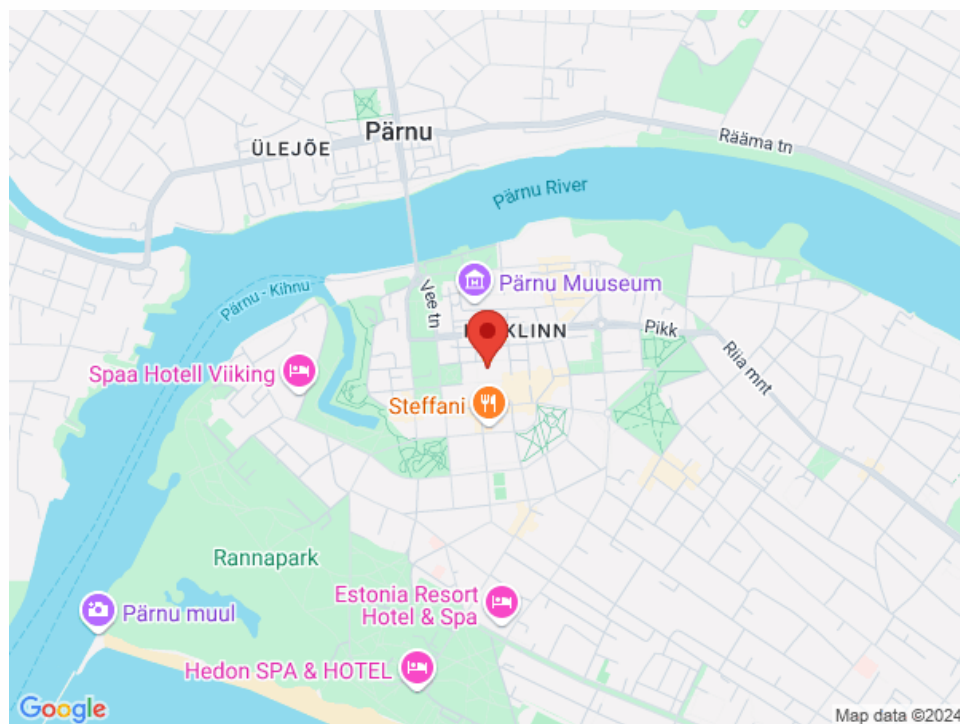 Pärnu
ÜLEJÕE
Rääma tn
Pärnu River
Pärnu - Kihnu
Vee tn
Pärnu Muuseum
KLINN
Pikk
Riia mnt
Spaa Hotell Viiking
Steffani
Rannapark
Estonia Resort
Hotel & Spa
Pärnu muul
Hedon SPA & HOTEL
Google
Map data ©2024